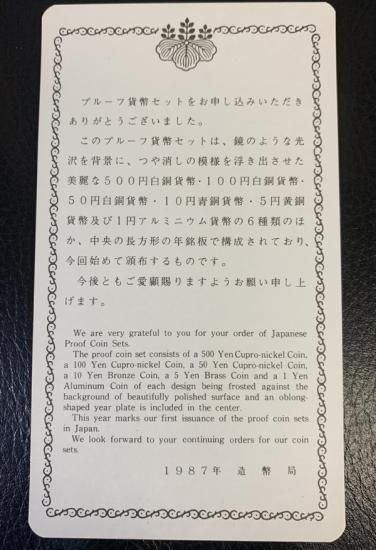 プルーフ貨幣セットをお申し込みいただき
ありがとうございました。
このプルーフ貨幣セットは、鏡のような光
沢を背景に、つや消しの模様を浮き出させた
美麗な500円白銅貨幣・100円白銅貨幣・
50円白銅貨幣・10円青銅貨幣・5円黄銅
貨幣及び1円アルミニウム貨幣の6種類のほ
か、中央の長方形の年銘板で構成されており、
今回始めて頒布するものです。
今後ともご愛顧賜りますようお願い申し上
げます。
We are very grateful to you for your order of Japanese
Proof Coin Sets.
The proof coin set consists of a 500 Yen Cupro-nickel Coin,
a 100 Yen Cupro-nickel Coin, a 50 Yen Cupro-nickel Coin,
a 10 Yen Bronze Coin, a 5 Yen Brass Coin and a 1 Yen
Aluminum Coin of each design being frosted against the
background of beautifully polished surface and an oblong-
shaped year plate is included in the center.
This year marks our first issuance of the proof coin sets
in Japan.
We look forward to your continuing orders for our coin
sets.
1987年 造幣局